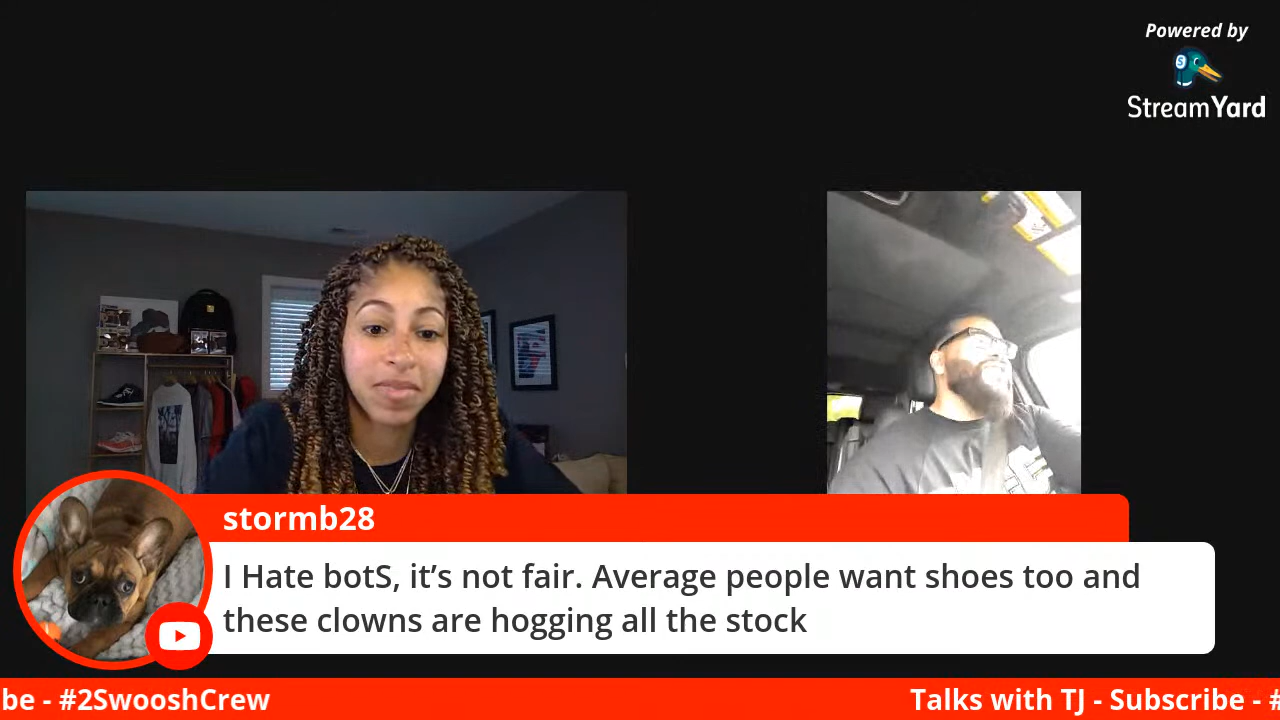 Powered by
StreamYard
stormb28
I Hate botS, it’s not fair. Average people want shoes too and
these clowns are hogging all the stock
be - #2SwooshCrew
Talks with TJ - Subscribe - #